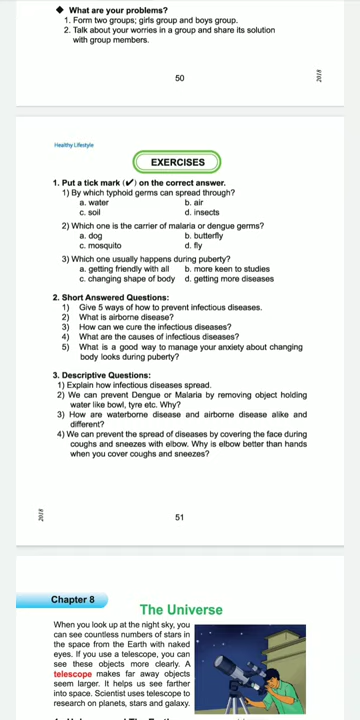 ❖ What are your problems?
1. Form two groups; girls group and boys group.
2. Talk about your worries in a group and share its solution
with group members.
50
2018
Healthy Lifestyle
EXERCISES
1. Put a tick mark (✔) on the correct answer.
1) By which typhoid germs can spread through?
a. water b. air
c. soil d. insects
2) Which one is the carrier of malaria or dengue germs?
a. dog b. butterfly
c. mosquito d. fly
3) Which one usually happens during puberty?
a. getting friendly with all b. more keen to studies
c. changing shape of body d. getting more diseases
2. Short Answered Questions:
1) Give 5 ways of how to prevent infectious diseases.
2) What is airborne disease?
3) How can we cure the infectious diseases?
4) What are the causes of infectious diseases?
5) What is a good way to manage your anxiety about changing
body looks during puberty?
3. Descriptive Questions:
1) Explain how infectious diseases spread.
2) We can prevent Dengue or Malaria by removing object holding
water like bowl, tyre etc. Why?
3) How are waterborne disease and airborne disease alike and
different?
4) We can prevent the spread of diseases by covering the face during
coughs and sneezes with elbow. Why is elbow better than hands
when you cover coughs and sneezes?
2018
51
Chapter 8
The Universe
When you look up at the night sky, you
can see countless numbers of stars in
the space from the Earth with naked
eyes. If you use a telescope, you can
see these objects more clearly. A
telescope makes far away objects
seem larger. It helps us see farther
into space. Scientist uses telescope to
research on planets, stars and galaxy.